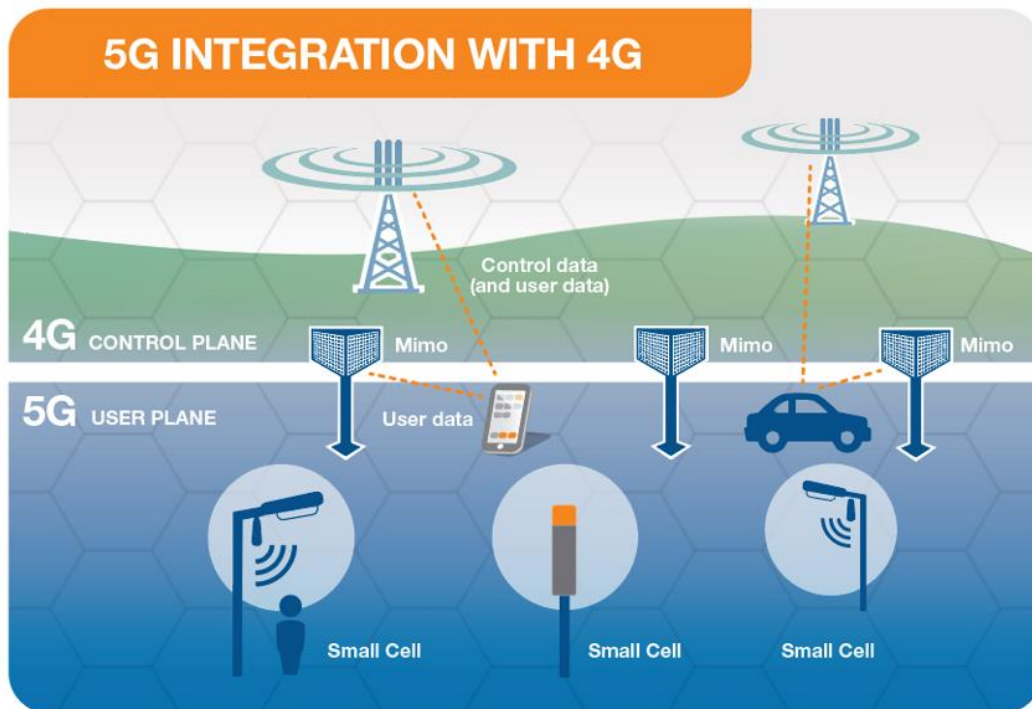 5G INTEGRATION WITH 4G
Control data
(and user data)
4G CONTROL PLANE
Mimo
Mimo
Mimo
5G USER PLANE
User data
Small Cell
Small Cell
Small Cell